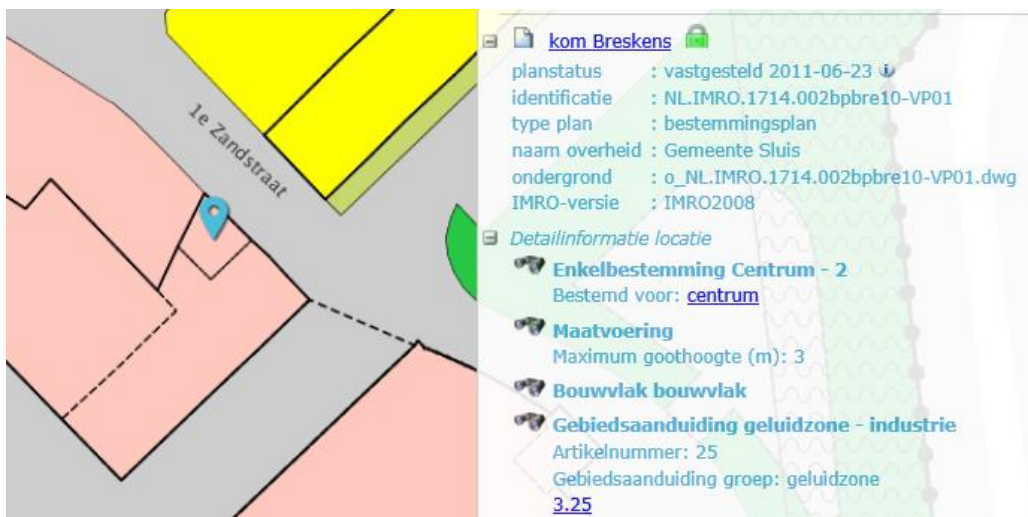 1e Zandstraat
kom Breskens
planstatus : vastgesteld 2011-06-23
identificatie : NL.IMRO.1714.002bpbre10-VP01
type plan : bestemmingsplan
naam overheid : Gemeente Sluis
ondergrond : o_NL.IMRO.1714.002bpbre10-VP01.dwg
IMRO-versie : IMRO2008
Detailinformatie locatie
Enkelbestemming Centrum - 2
Bestemd voor: centrum
Maatvoering
Maximum goothoogte (m): 3
Bouwvlak bouwvlak
Gebiedsaanduiding geluidzone - industrie
Artikelnummer: 25
Gebiedsaanduiding groep: geluidzone
3.25